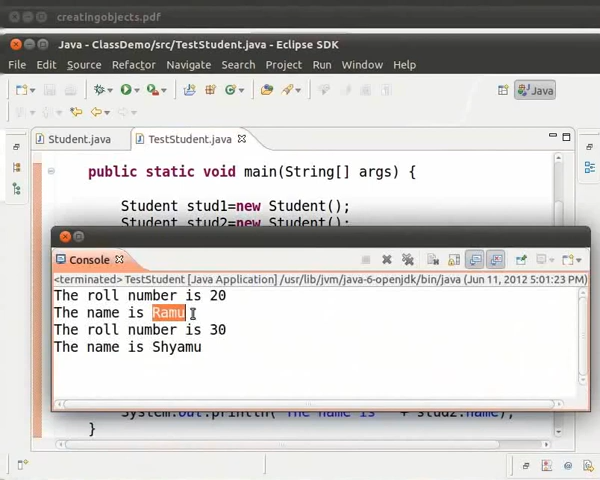 creatingobjects.pdf
Java - ClassDemo/src/TestStudent.java - Eclipse SDK
File Edit Source Refactor Navigate Search Project Run Window Help
Java
Student.java TestStudent.java
public static void main(String[] args) {
Student stud1=new Student();
Student stud2=new Student();
Console
<terminated> TestStudent [Java Application] /usr/lib/jvm/java-6-openjdk/bin/java (Jun 11, 2012 5:01:23 PM)
The roll number is 20
The name is Ramu
The roll number is 30
The name is Shyamu
System.out.println("The name is " + stud2.name);
}